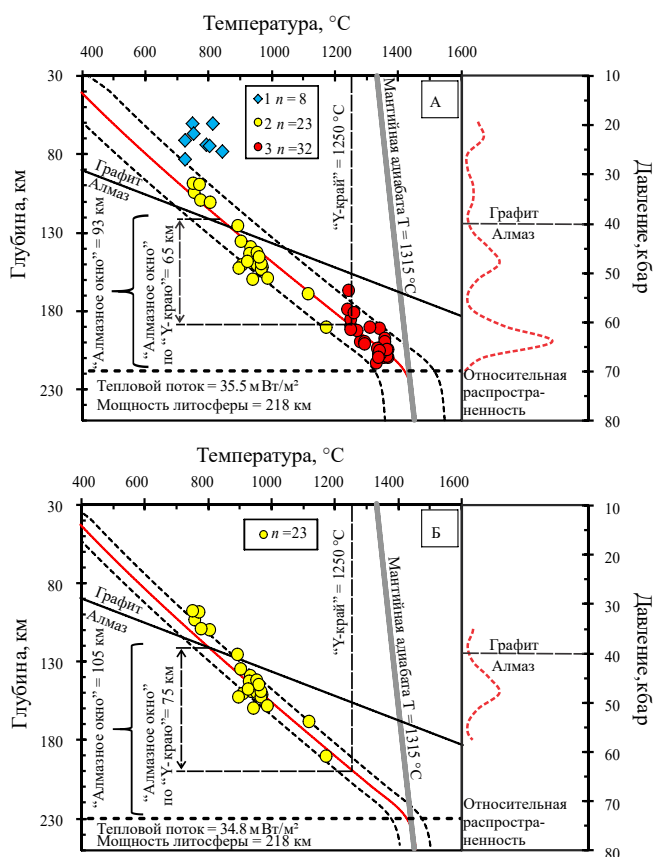 Температура, °C
400 600 800 1000 1200 1400 1600
30
80
130
180
230
Глубина, км
10
20
30
40
50
60
70
80
Давление, кбар
А
1 n = 8
2 n =23
3 n =32
"Y-край" = 1250 °C
Мантийная адиабата T = 1315 °C
Графит
Алмаз
"Алмазное окно" = 93 км
"Алмазное окно"
по "Y-краю" = 65 км
Графит
Алмаз
Относительная
распростра-
ненность
Тепловой поток = 35.5 мВт/м²
Мощность литосферы = 218 км
Температура, °C
400 600 800 1000 1200 1400 1600
30
80
130
180
230
Глубина, км
10
20
30
40
50
60
70
80
Давление, кбар
Б
n =23
"Y-край" = 1250 °C
Мантийная адиабата T = 1315 °C
Графит
Алмаз
"Алмазное окно" = 105 км
"Алмазное окно"
по "Y-краю"= 75 км
Графит
Алмаз
Относительная
распростра-
ненность
Тепловой поток = 34.8 мВт/м²
Мощность литосферы = 218 км